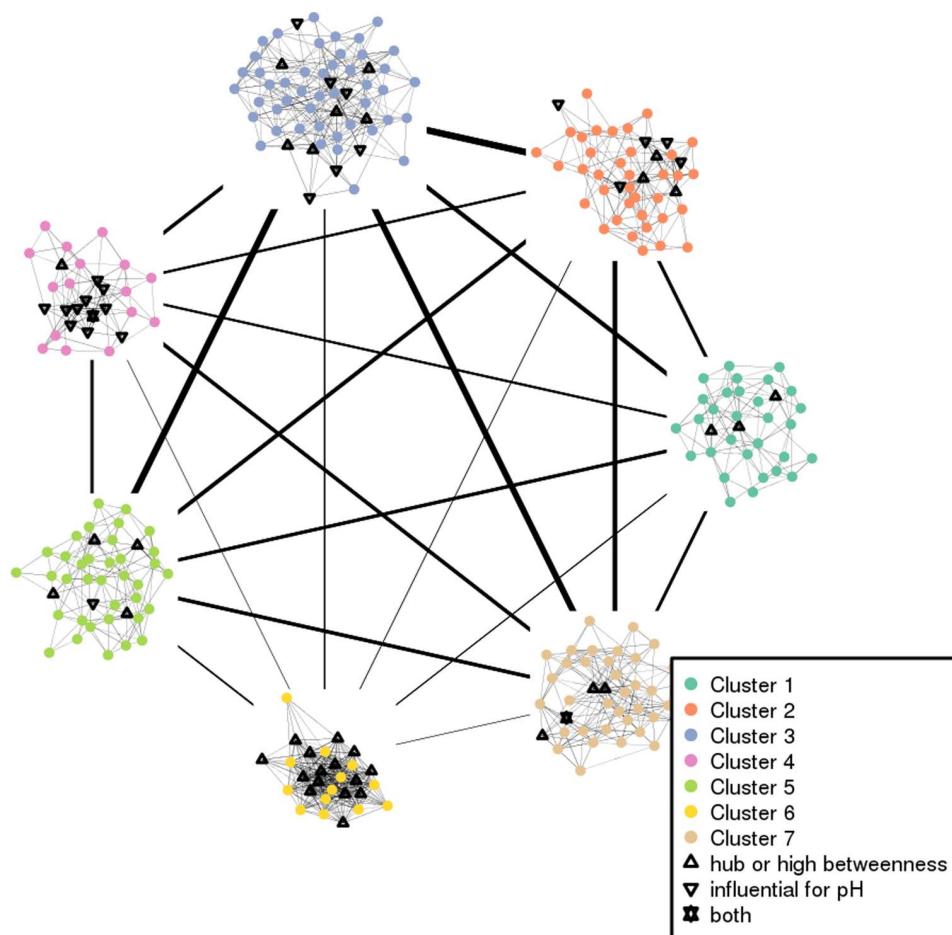 Cluster 1
Cluster 2
Cluster 3
Cluster 4
Cluster 5
Cluster 6
Cluster 7
hub or high betweenness
influential for pH
both